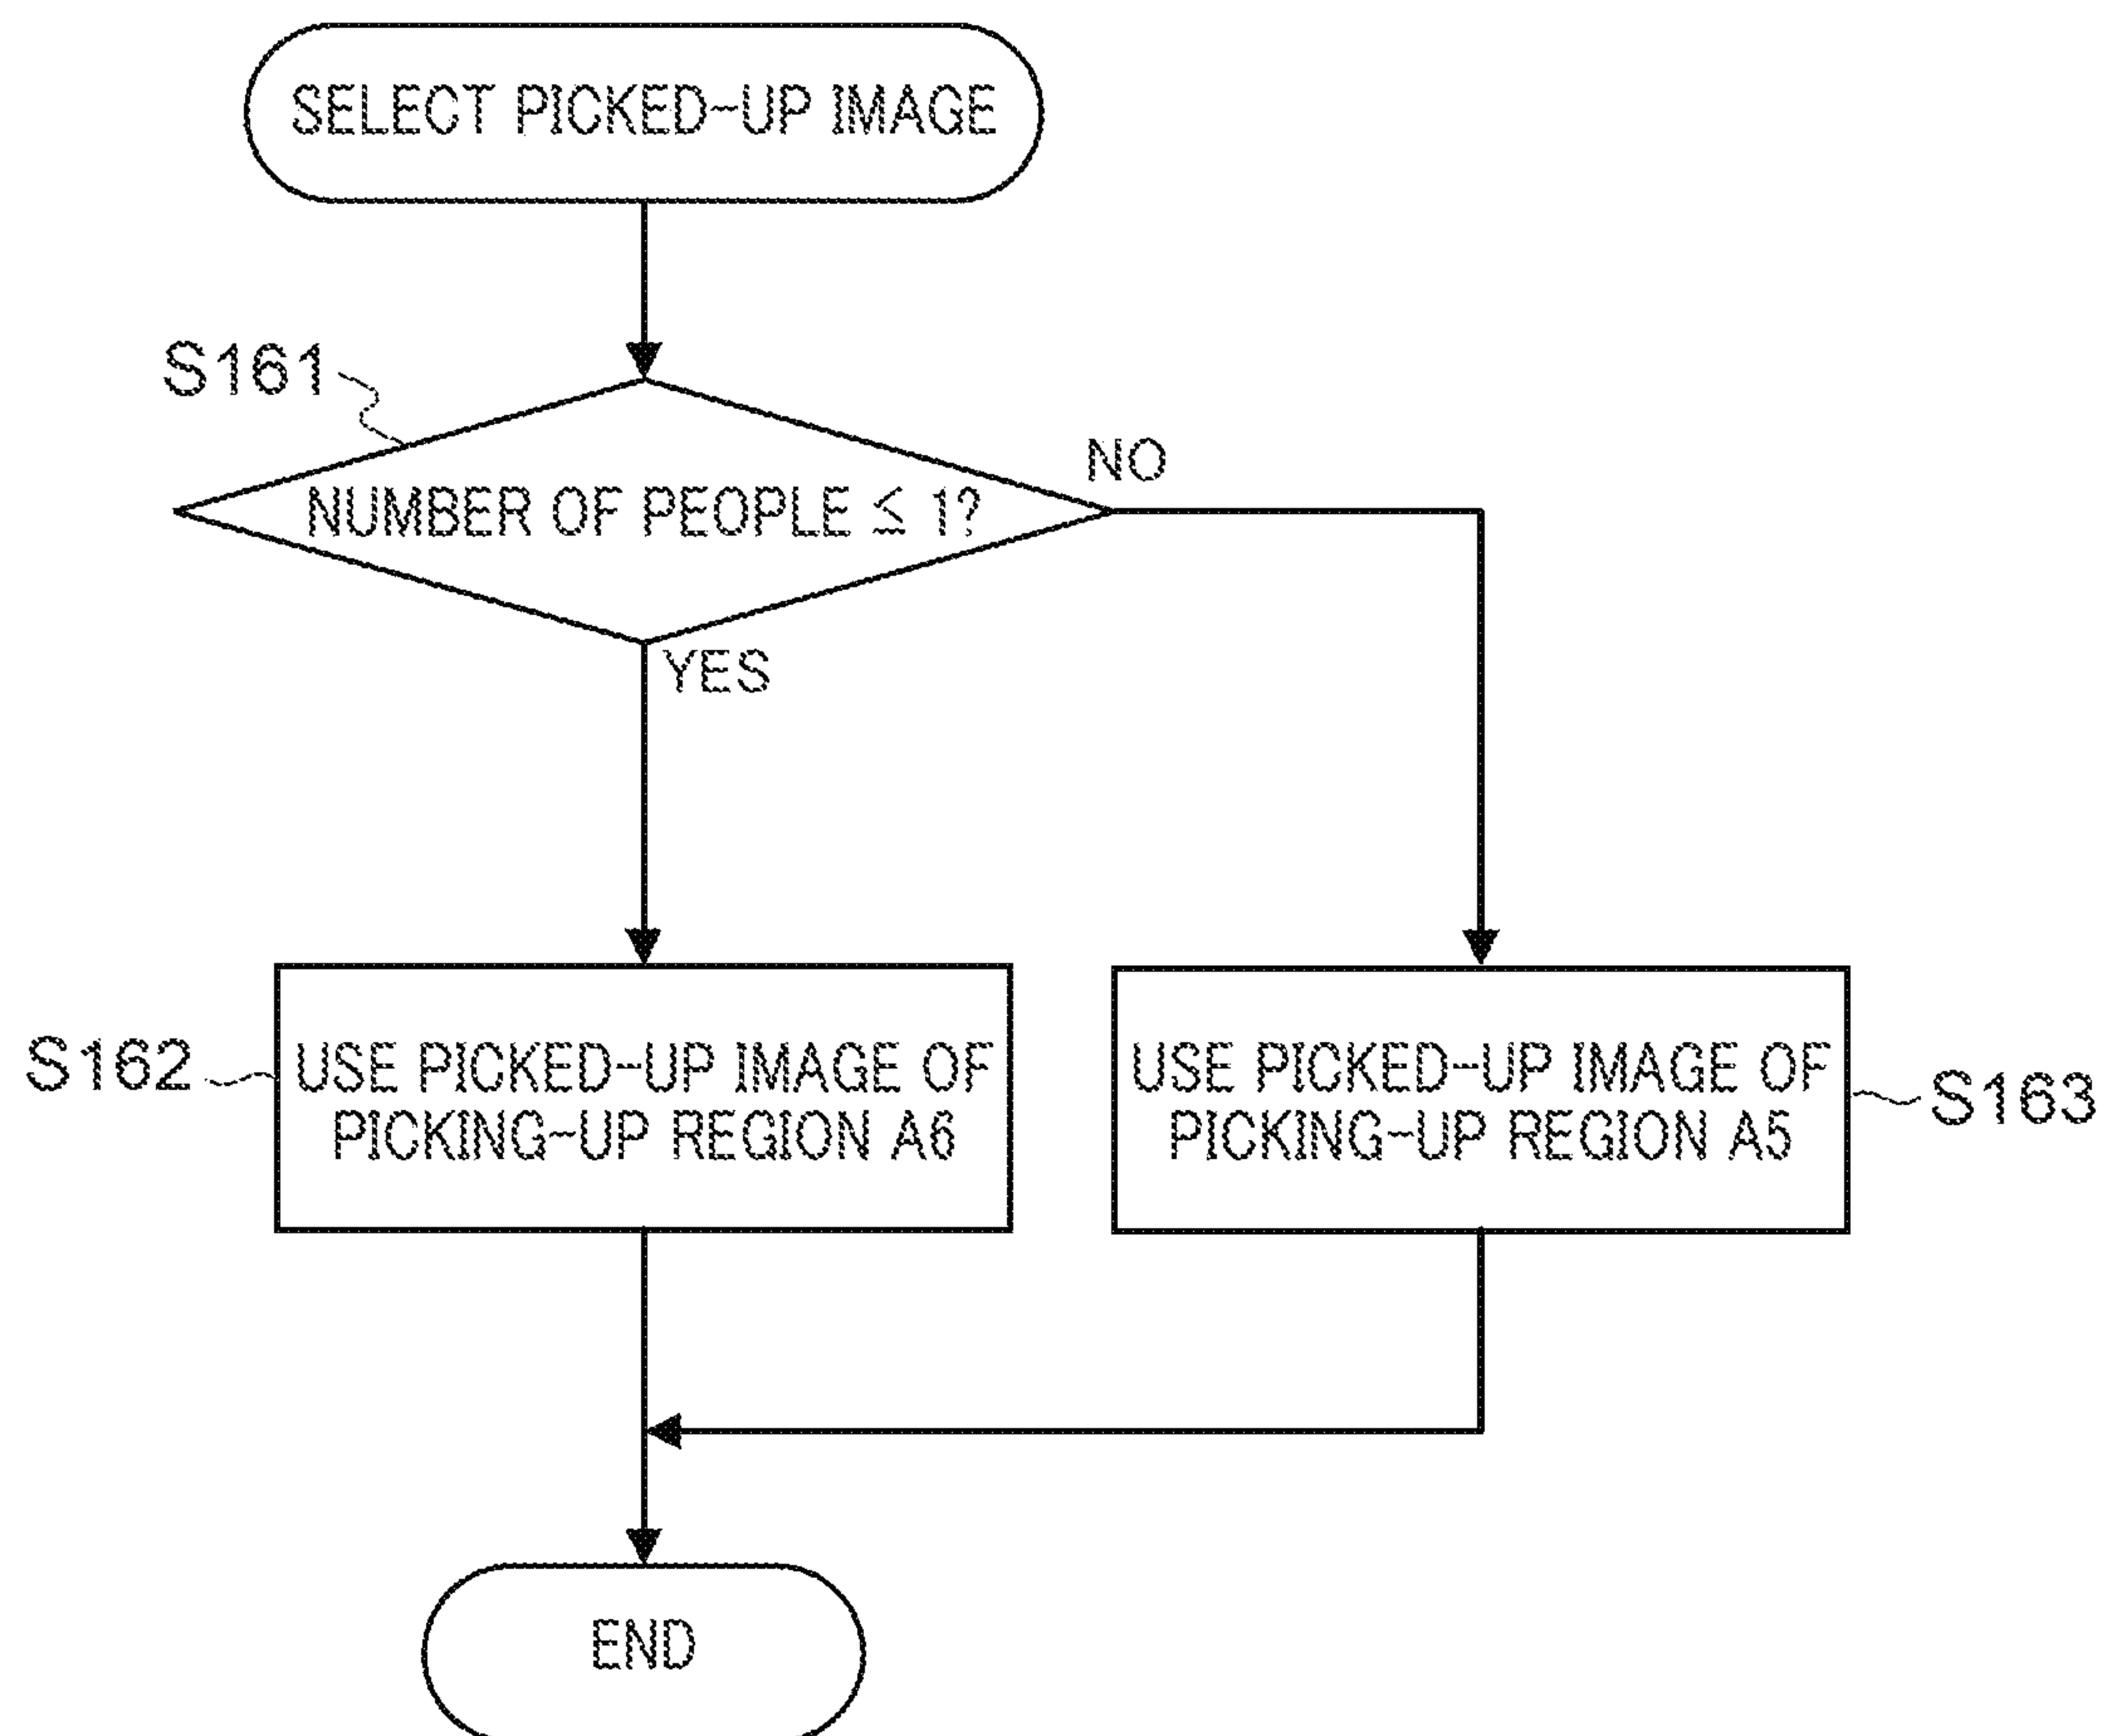 SELECT PICKED-UP IMAGE
S161
NO
NUMBER OF PEOPLE ≦ 1?
YES
S162
USE PICKED-UP IMAGE OF
PICKING-UP REGION A6
USE PICKED-UP IMAGE OF
PICKING-UP REGION A5
S163
END